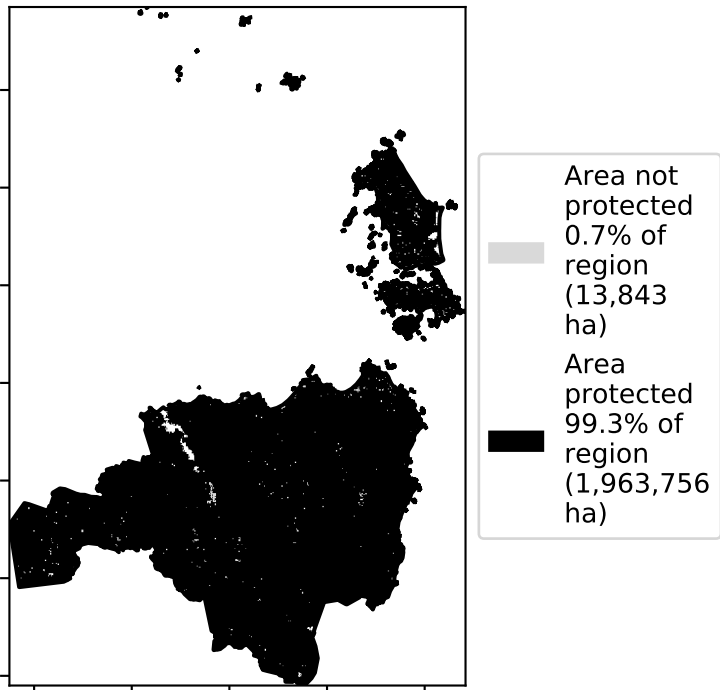 Area not
protected
0.7% of
region
(13,843
ha)
Area
protected
99.3% of
region
(1,963,756
ha)